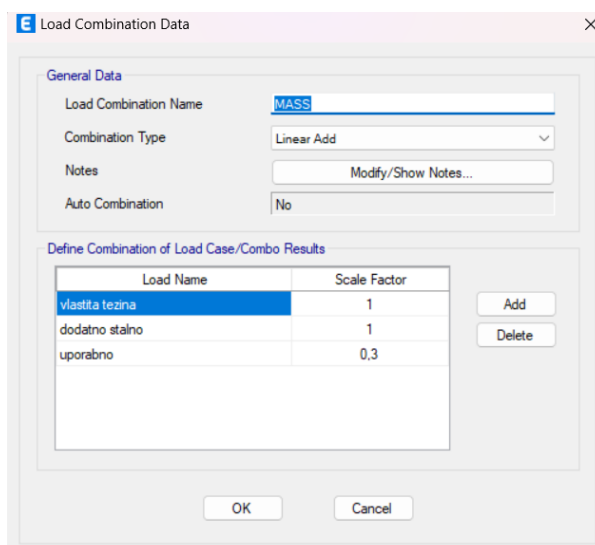 E Load Combination Data
General Data
Load Combination Name MASS
Combination Type Linear Add
Notes Modify/Show Notes...
Auto Combination No
Define Combination of Load Case/Combo Results
Load Name Scale Factor
vlastita tezina 1 Add
dodatno stalno 1 Delete
uporabno 0,3
OK Cancel